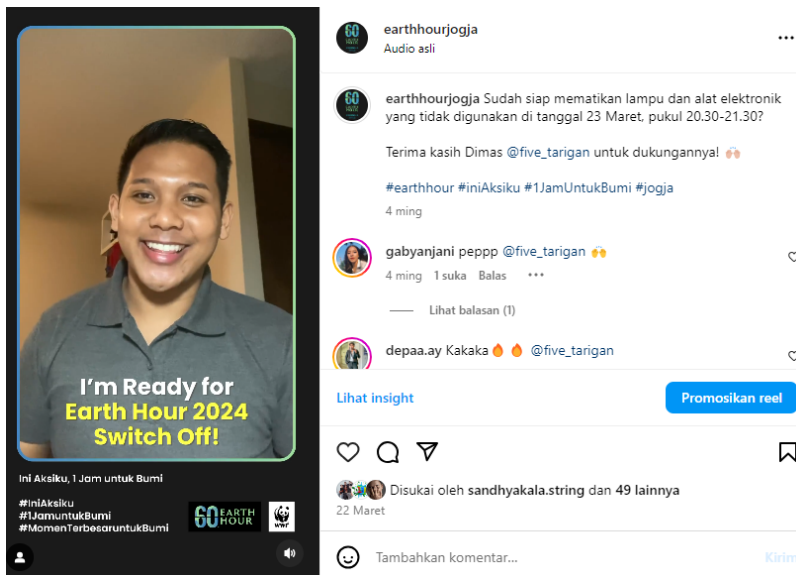 I'm Ready for
Earth Hour 2024
Switch Off!
Ini Aksiku, 1 Jam untuk Bumi
#IniAksiku
#1JamuntukBumi
#MomenTerbesaruntukBumi
60 EARTH
HOUR
WWF
earthhourjogja
Audio asli
earthhourjogja Sudah siap mematikan lampu dan alat elektronik
yang tidak digunakan di tanggal 23 Maret, pukul 20.30-21.30?
Terima kasih Dimas @five_tarigan untuk dukungannya! 🙌🏻
#earthhour #iniAksiku #1JamUntukBumi #jogja
4 ming
gabyanjani peppp @five_tarigan 🙌
4 ming 1 suka Balas •••
Lihat balasan (1)
depaa.ay Kakaka🔥 🔥 @five_tarigan
Lihat insight
Promosikan reel
Disukai oleh sandhyakala.string dan 49 lainnya
22 Maret
Tambahkan komentar...
Kirim